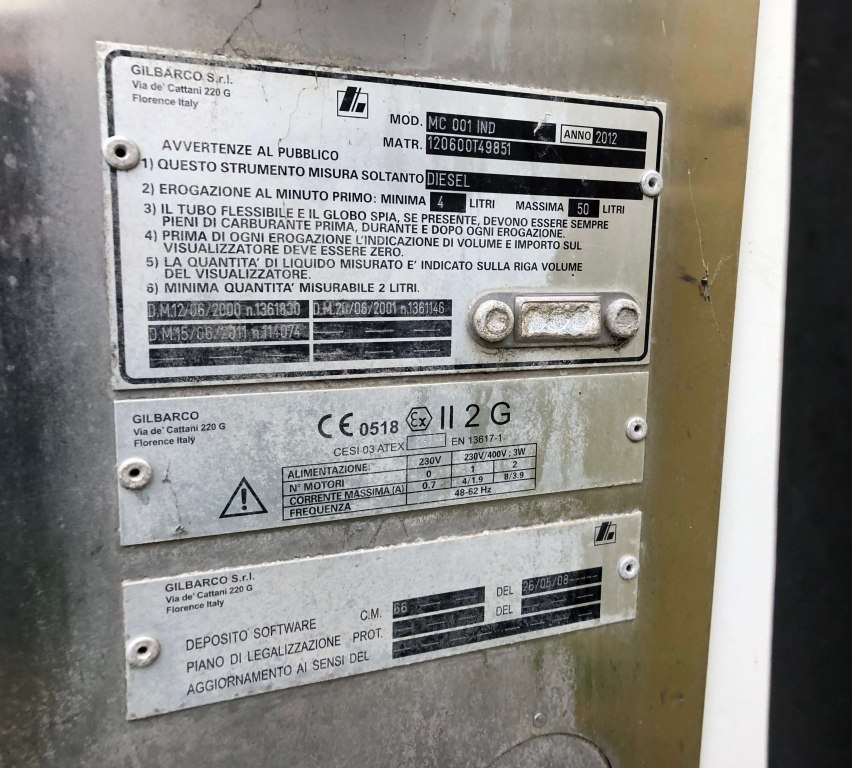 GILBARCO S.r.l.
Via de' Cattani 220 G
Florence Italy
MOD. MC 001 IND ANNO 2012
MATR. 120600T49851
AVVERTENZE AL PUBBLICO
1) QUESTO STRUMENTO MISURA SOLTANTO DIESEL
2) EROGAZIONE AL MINUTO PRIMO: MINIMA 4 LITRI MASSIMA 50 LITRI
3) IL TUBO FLESSIBILE E IL GLOBO SPIA, SE PRESENTE, DEVONO ESSERE SEMPRE
PIENI DI CARBURANTE PRIMA, DURANTE E DOPO OGNI EROGAZIONE.
4) PRIMA DI OGNI EROGAZIONE L'INDICAZIONE DI VOLUME E IMPORTO SUL
VISUALIZZATORE DEVE ESSERE ZERO.
5) LA QUANTITA' DI LIQUIDO MISURATO E' INDICATO SULLA RIGA VOLUME
DEL VISUALIZZATORE.
6) MINIMA QUANTITA' MISURABILE 2 LITRI.
D.M.12/06/2000 n.1361830 D.M.20/06/2001 n.1361146
D.M.15/06/2011 n.114074
GILBARCO
Via de' Cattani 220 G
Florence Italy
CE 0518 Ex II 2 G
CESI 03 ATEX EN 13617-1
ALIMENTAZIONE: 230V 230V/400V ; 3W
N° MOTORI 0 1 2
CORRENTE MASSIMA (A) 0.7 4/1.9 8/3.9
FREQUENZA 48-62 Hz
GILBARCO S.r.l.
Via de' Cattani 220 G
Florence Italy
DEPOSITO SOFTWARE C.M. 66 DEL 26/05/08-----
PIANO DI LEGALIZZAZIONE PROT. DEL
AGGIORNAMENTO AI SENSI DEL